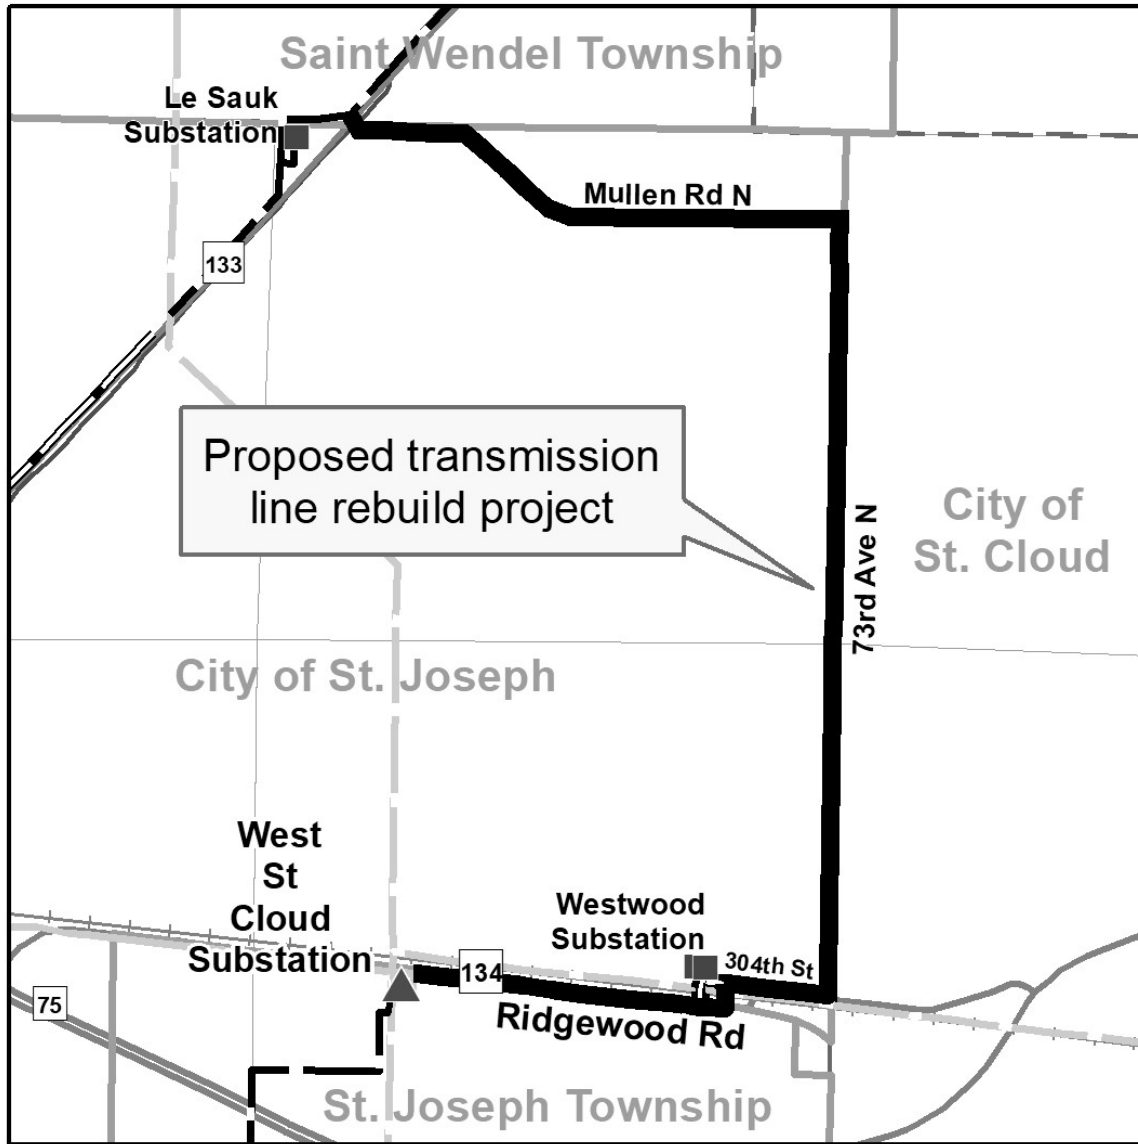 Saint Wendel Township
Le Sauk
Substation
Mullen Rd N
133
Proposed transmission
line rebuild project
73rd Ave N
City of
St. Cloud
City of St. Joseph
West
St
Cloud
Substation
Westwood
Substation
304th St
134
75
Ridgewood Rd
St. Joseph Township